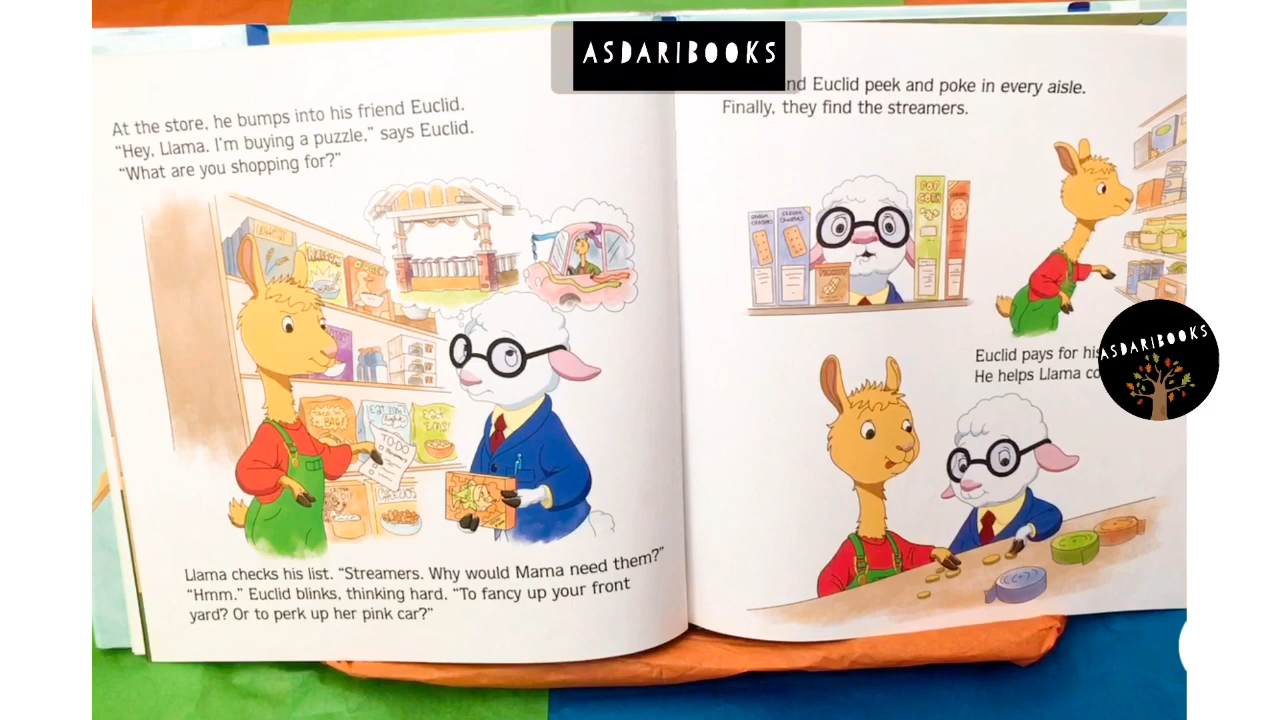 ASDARIBOOKS
At the store, he bumps into his friend Euclid.
“Hey, Llama. I'm buying a puzzle,” says Euclid.
“What are you shopping for?”
TO-DO
Llama checks his list. “Streamers. Why would Mama need them?”
“Hmm.” Euclid blinks, thinking hard. “To fancy up your front
yard? Or to perk up her pink car?”
nd Euclid peek and poke in every aisle.
Finally, they find the streamers.
POP
CORN
Euclid pays for his
He helps Llama co
ASDARIBOOKS